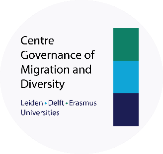 Centre
Governance of
Migration and
Diversity
Leiden•Delft•Erasmus
Universities